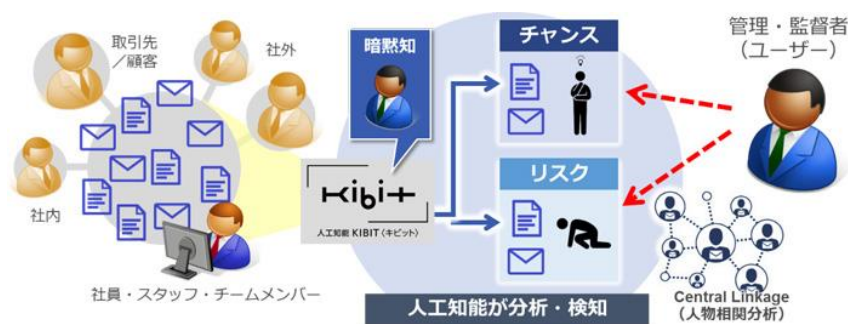 取引先
／顧客
社外
社内
社員・スタッフ・チームメンバー
暗黙知
Kibit
人工知能 KIBIT（キビット）
チャンス
リスク
人工知能が分析・検知
管理・監督者
（ユーザー）
Central Linkage
（人物相関分析）